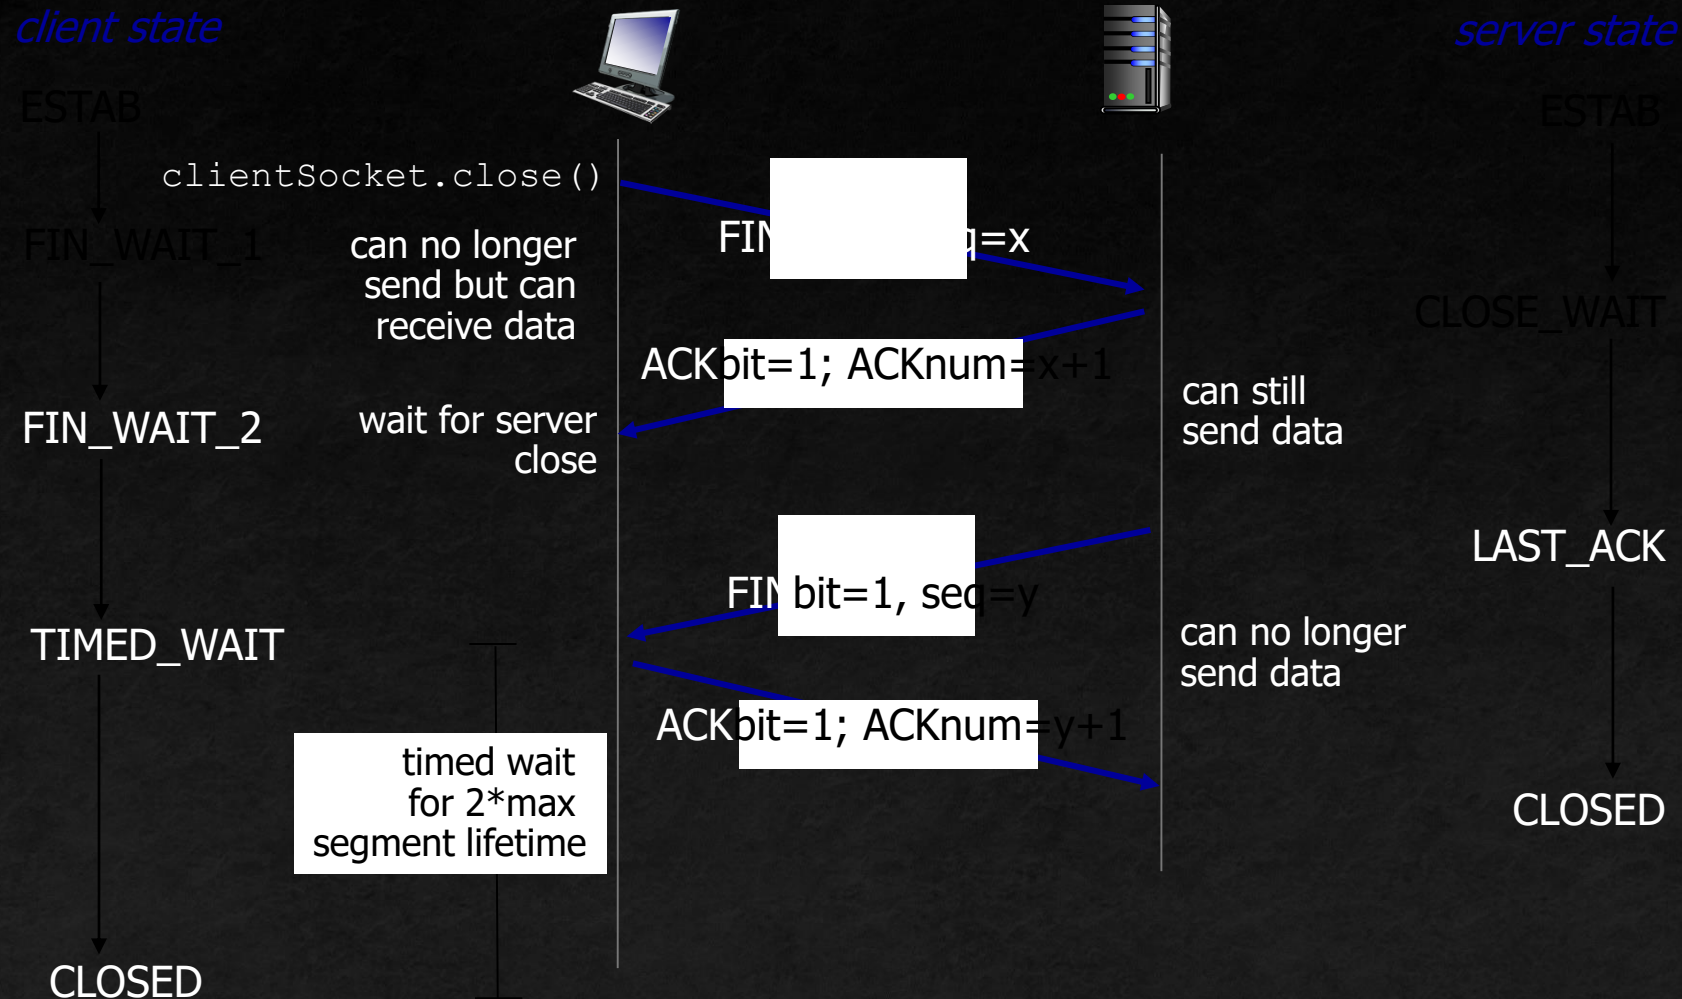 client state
server state
ESTAB
ESTAB
clientSocket.close()
FIN_WAIT_1
can no longer
send but can
receive data
FIN
=x
CLOSE_WAIT
ACKbit=1; ACKnum=x+1
can still
send data
FIN_WAIT_2
wait for server
close
LAST_ACK
FINbit=1, seq=y
TIMED_WAIT
can no longer
send data
ACKbit=1; ACKnum=y+1
timed wait
for 2*max
segment lifetime
CLOSED
CLOSED